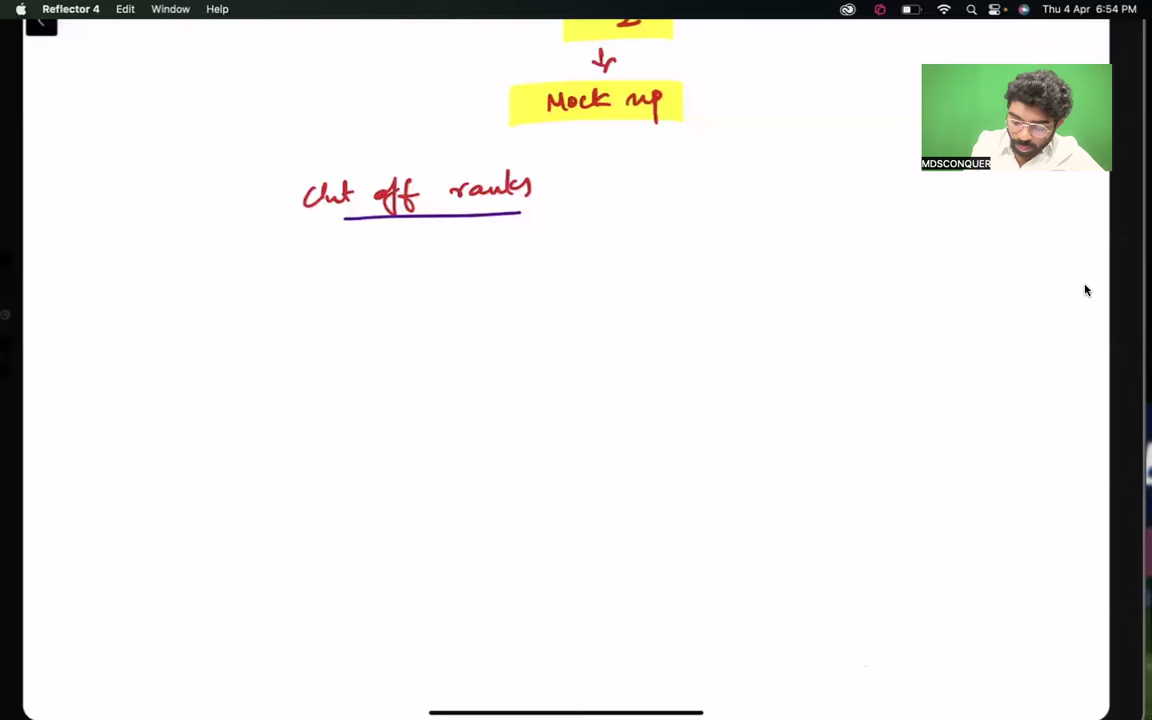 Reflector 4 Edit Window Help Thu 4 Apr 6:54 PM
Mock up
MDSCONQUER
Cut off ranks